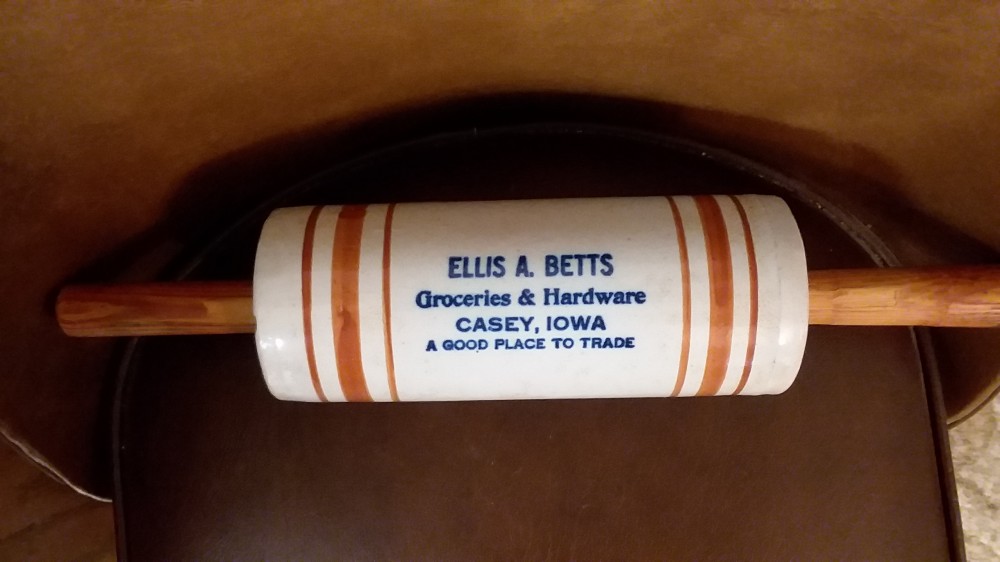 ELLIS A. BETTS
Groceries & Hardware
CASEY, IOWA
A GOOD PLACE TO TRADE